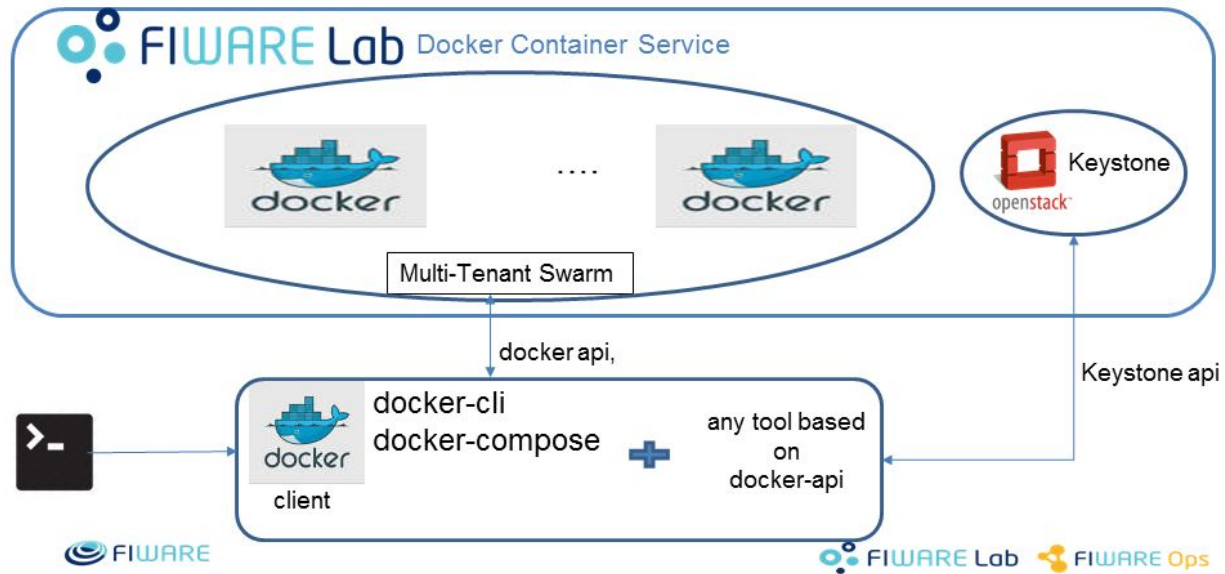 FIWARE Lab Docker Container Service
docker
....
docker
openstack™
Keystone
Multi-Tenant Swarm
docker api,
Keystone api
>_
docker
client
docker-cli
docker-compose
any tool based
on
docker-api
FIWARE
FIWARE Lab
FIWARE Ops